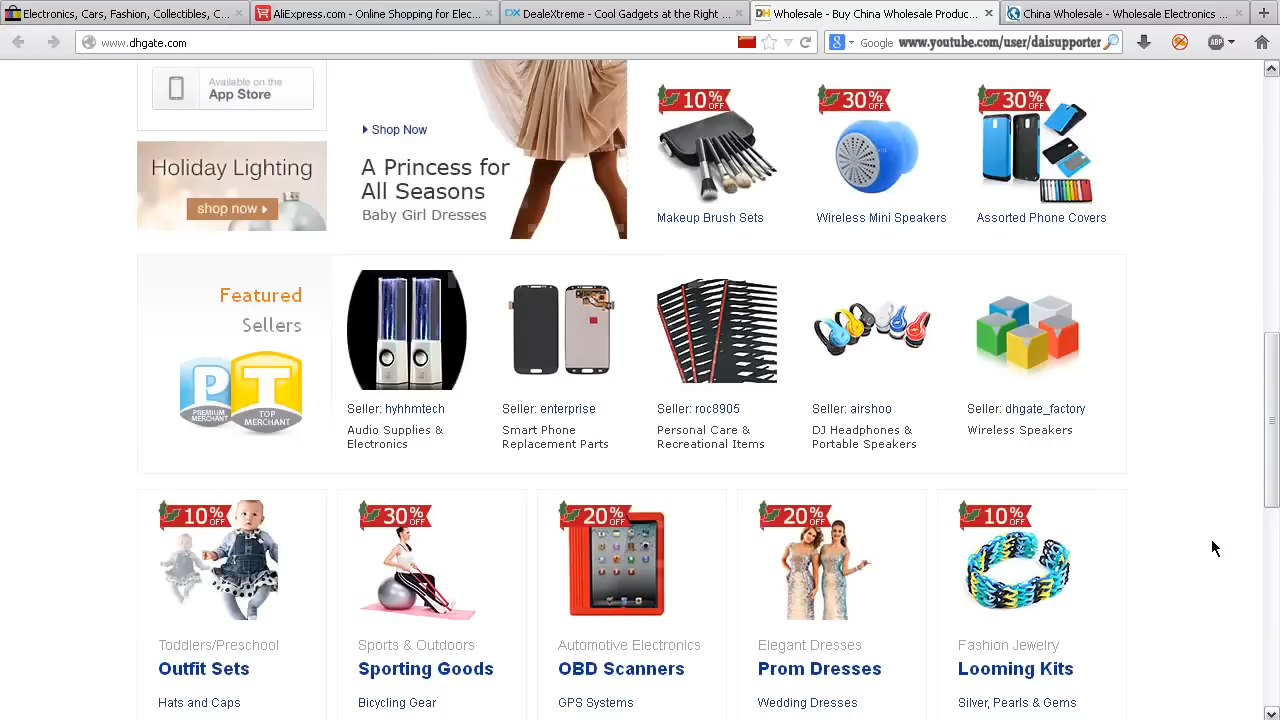 Electronics, Cars, Fashion, Collectibles, C...
AliExpress.com - Online Shopping for Elec...
DealeXtreme - Cool Gadgets at the Right ...
Wholesale - Buy China Wholesale Produc...
China Wholesale - Wholesale Electronics ...
www.dhgate.com
Google
www.youtube.com/user/daisupporter
ABP
Available on the
App Store
Holiday Lighting
shop now
Shop Now
A Princess for
All Seasons
Baby Girl Dresses
10% OFF
30% OFF
30% OFF
Makeup Brush Sets
Wireless Mini Speakers
Assorted Phone Covers
Featured
Sellers
P
PREMIUM
MERCHANT
T
TOP
MERCHANT
Seller: hyhhmtech
Audio Supplies &
Electronics
Seller: enterprise
Smart Phone
Replacement Parts
Seller: rock8905
Personal Care &
Recreational Items
Seller: airshop
DJ Headphones &
Portable Speakers
Seller: dhgate_factory
Wireless Speakers
10% OFF
30% OFF
20% OFF
20% OFF
10% OFF
Toddlers/Preschool
Outfit Sets
Hats and Caps
Sports & Outdoors
Sporting Goods
Bicycling Gear
Automotive Electronics
OBD Scanners
GPS Systems
Elegant Dresses
Prom Dresses
Wedding Dresses
Fashion Jewelry
Looming Kits
Silver, Pearls & Gems